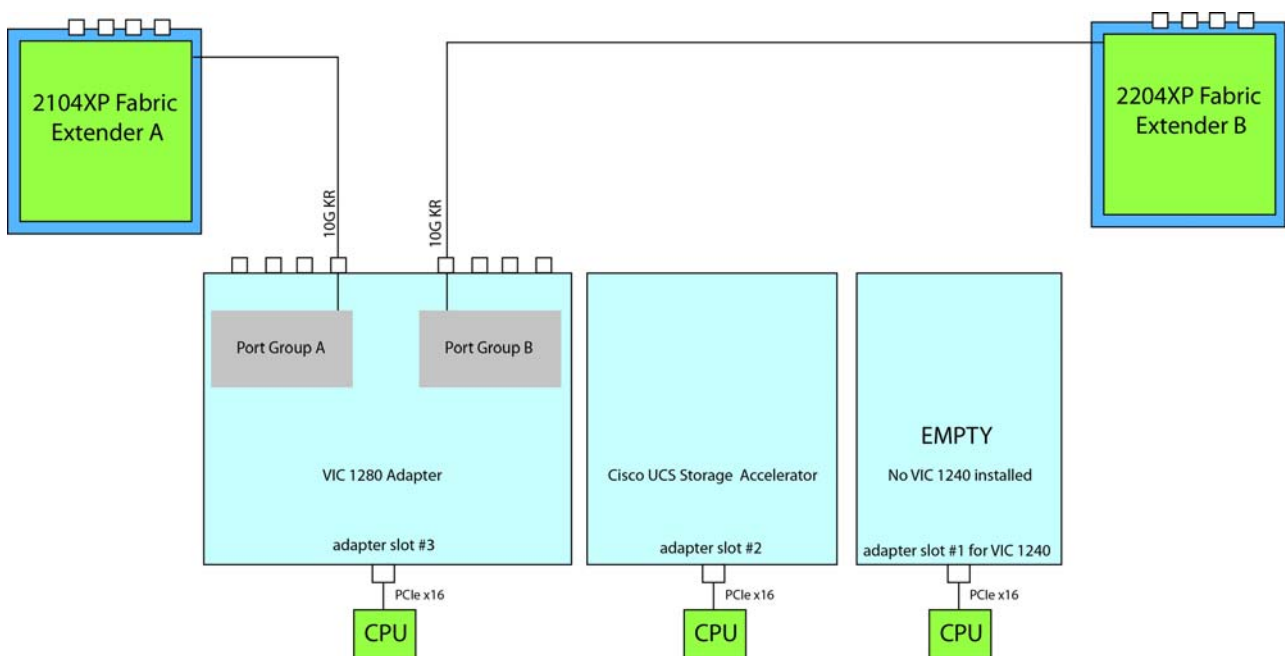 2104XP Fabric
Extender A
2204XP Fabric
Extender B
10G KR
10G KR
Port Group A
Port Group B
VIC 1280 Adapter
adapter slot #3
Cisco UCS Storage Accelerator
adapter slot #2
EMPTY
No VIC 1240 installed
adapter slot #1 for VIC 1240
PCIe x16
PCIe x16
PCIe x16
CPU
CPU
CPU